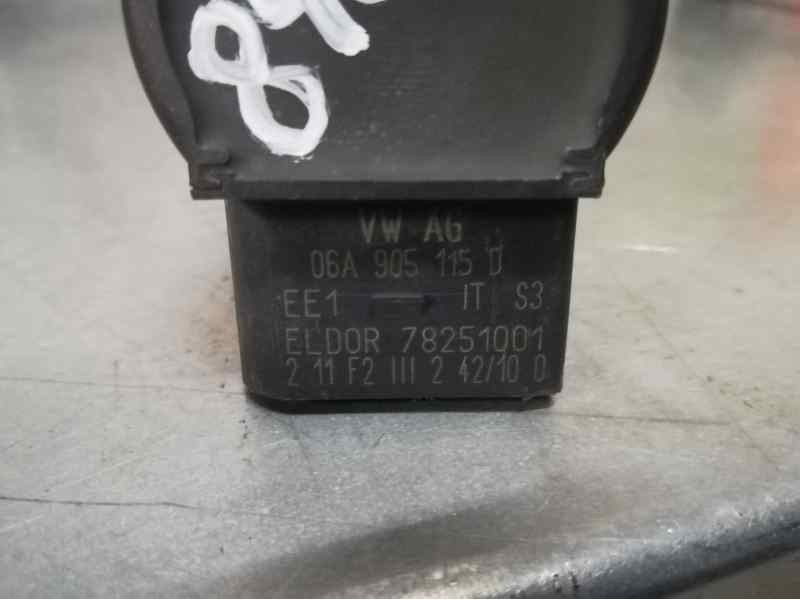 VW AG
06A 905 115 D
EE1 IT S3
ELDOR 78251001
2 11 F2 III 2 42/10 0